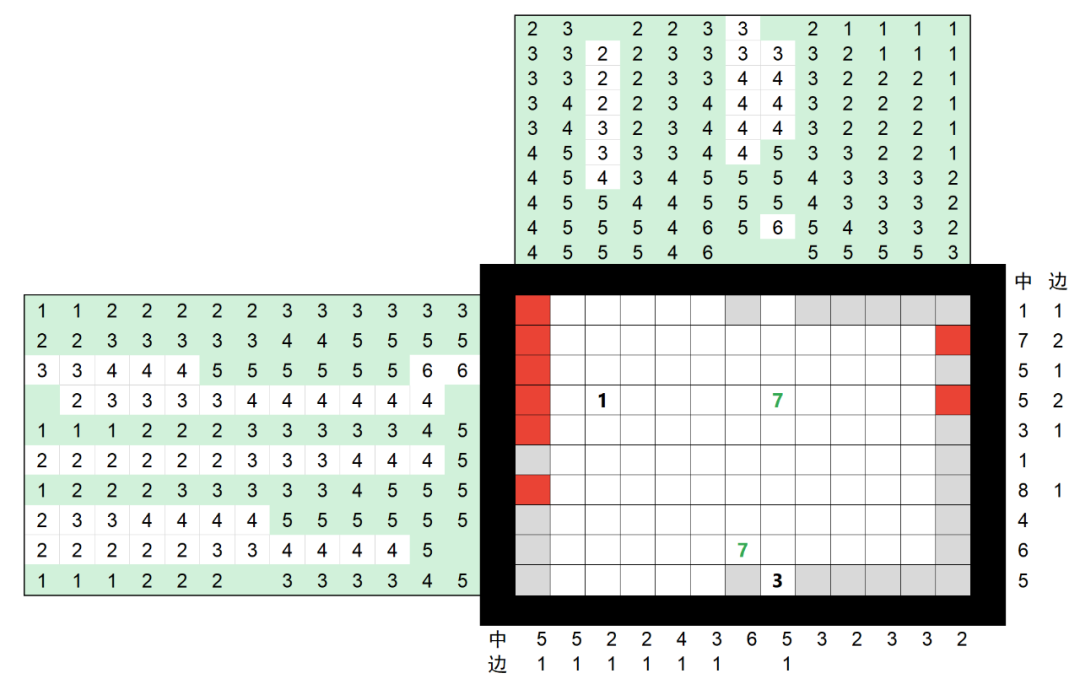 2 3 2 2 3 3 2 1 1 1 1
3 3 2 2 3 3 3 3 3 2 1 1 1
3 3 2 2 3 3 4 4 3 2 2 2 1
3 4 2 2 3 4 4 4 3 2 2 2 1
3 4 3 2 3 4 4 4 3 2 2 2 1
4 5 3 3 3 4 4 5 3 3 2 2 1
4 5 4 3 4 5 5 5 4 3 3 3 2
4 5 5 4 4 5 5 5 4 3 3 3 2
4 5 5 5 4 6 5 6 5 4 3 3 2
4 5 5 5 4 6 5 5 5 5 3
中 边
1 1 2 2 2 2 2 3 3 3 3 3 3 1 1
2 2 3 3 3 3 3 4 4 5 5 5 5 7 2
3 3 4 4 4 5 5 5 5 5 5 6 6 5 1
2 3 3 3 3 4 4 4 4 4 4 1 7 5 2
1 1 1 2 2 2 3 3 3 3 3 4 5 3 1
2 2 2 2 2 2 3 3 3 4 4 4 5 1
1 2 2 2 3 3 3 3 3 4 5 5 5 8 1
2 3 3 4 4 4 4 5 5 5 5 5 5 4
2 2 2 2 2 3 3 4 4 4 4 5 7 6
1 1 1 2 2 2 3 3 3 3 4 5 3 5
中 5 5 2 2 4 3 6 5 3 2 3 3 2
边 1 1 1 1 1 1 1